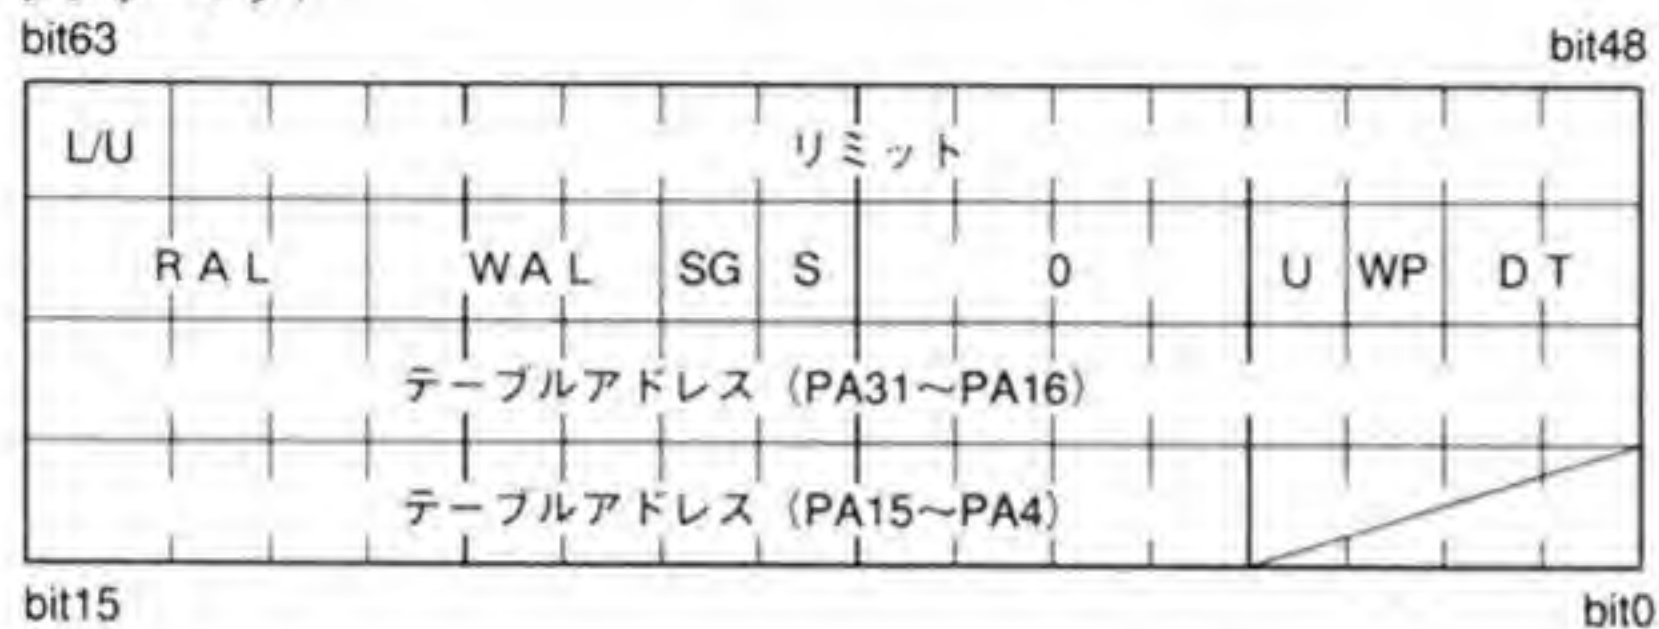 bit63 bit48
L/U リミット
RAL WAL SG S 0 U WP DT
テーブルアドレス (PA31～PA16)
テーブルアドレス (PA15～PA4)
bit15 bit0